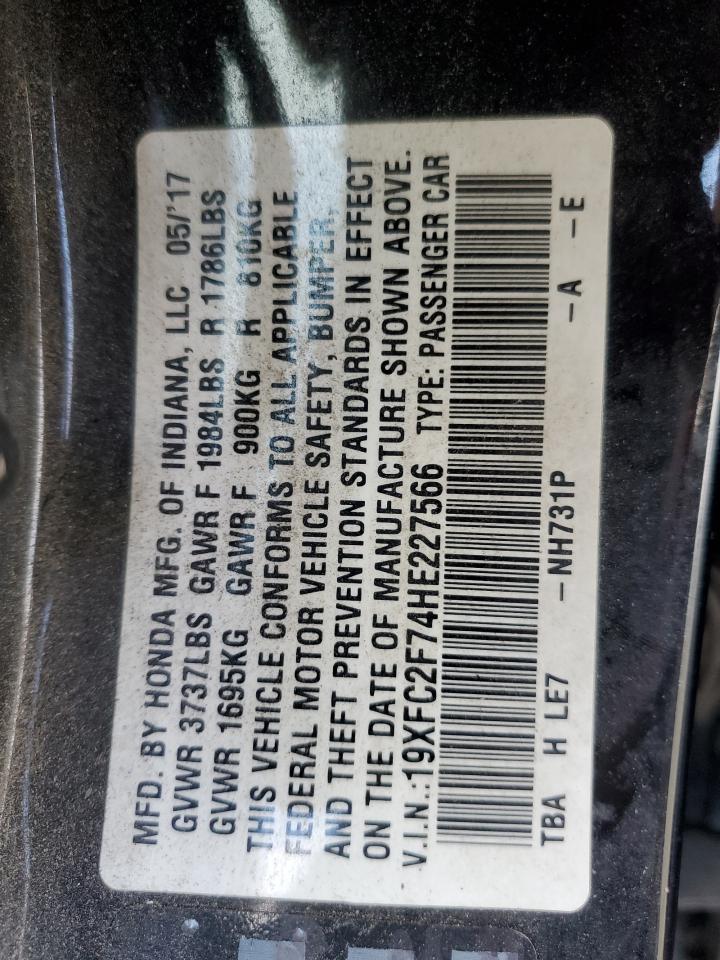 MFD. BY HONDA MFG. OF INDIANA, LLC 05/'17
GVWR 3737LBS GAWR F 1984LBS R 1786LBS
GVWR 1695KG GAWR F 900KG R 810KG
THIS VEHICLE CONFORMS TO ALL APPLICABLE
FEDERAL MOTOR VEHICLE SAFETY, BUMPER,
AND THEFT PREVENTION STANDARDS IN EFFECT
ON THE DATE OF MANUFACTURE SHOWN ABOVE.
V.I.N.:19XFC2F74HE227566 TYPE: PASSENGER CAR
TBA H LE7 -NH731P -A -E